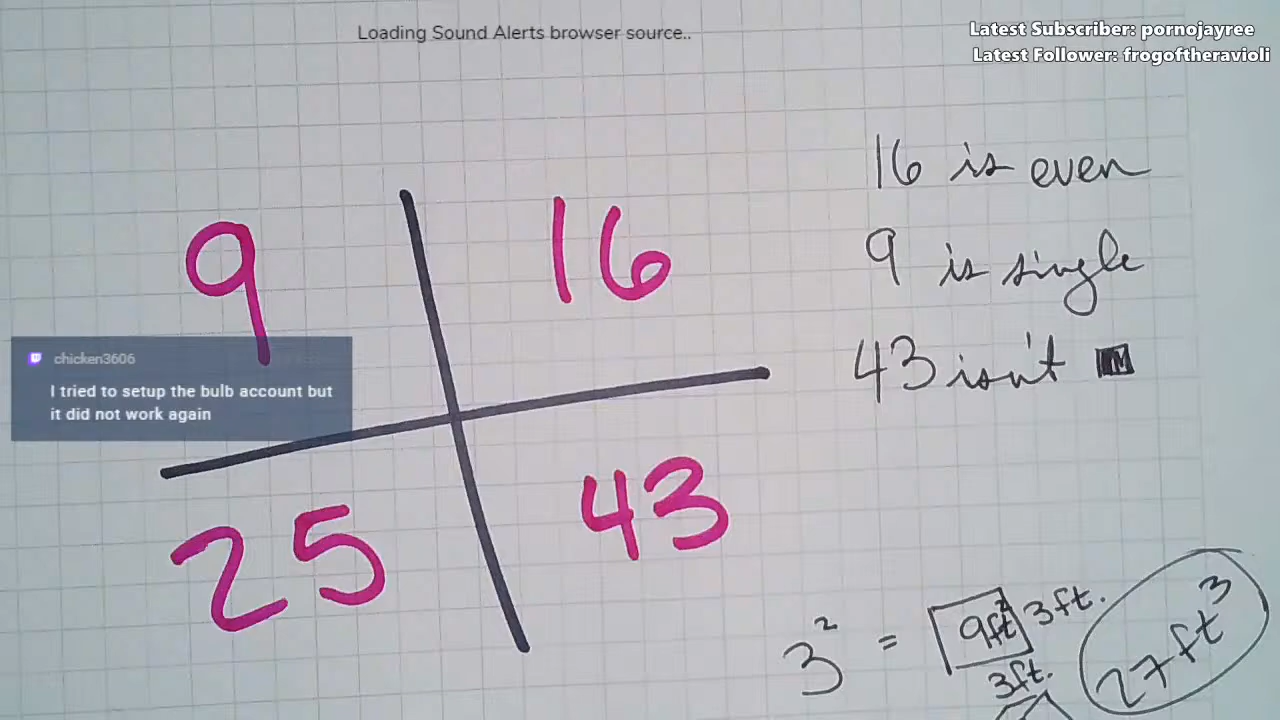 Loading Sound Alerts browser source..
Latest Subscriber: pornojayree
Latest Follower: frogoftheravioli
9
16
16 is even
9 is single
43 isn't
chicken3606
I tried to setup the bulb account but
it did not work again
25
43
3² = 9ft² 3ft.
3ft.
27ft³